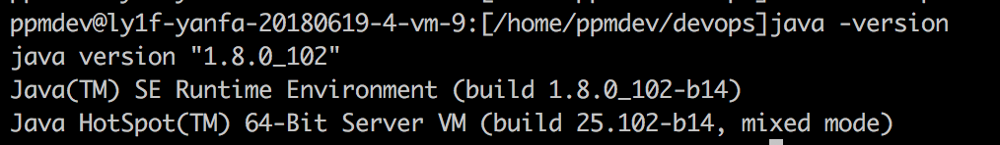 ppmdev@ly1f-yanfa-20180619-4-vm-9:[/home/ppmdev/devops]java -version
java version "1.8.0_102"
Java(TM) SE Runtime Environment (build 1.8.0_102-b14)
Java HotSpot(TM) 64-Bit Server VM (build 25.102-b14, mixed mode)